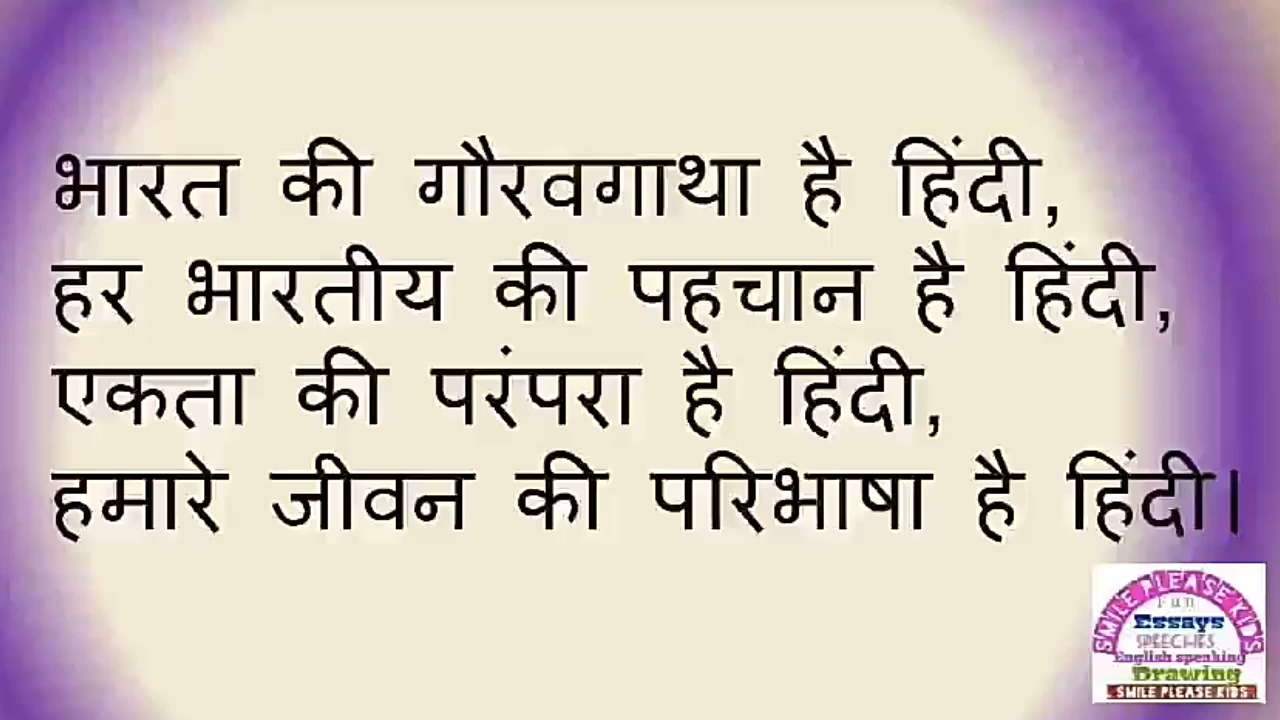 भारत की गौरवगाथा है हिंदी,
हर भारतीय की पहचान है हिंदी,
एकता की परंपरा है हिंदी,
हमारे जीवन की परिभाषा है हिंदी।
SMILE PLEASE KIDS
Fun
Essays
SPEECHES
English speaking
Drawing
SMILE PLEASE KIDS